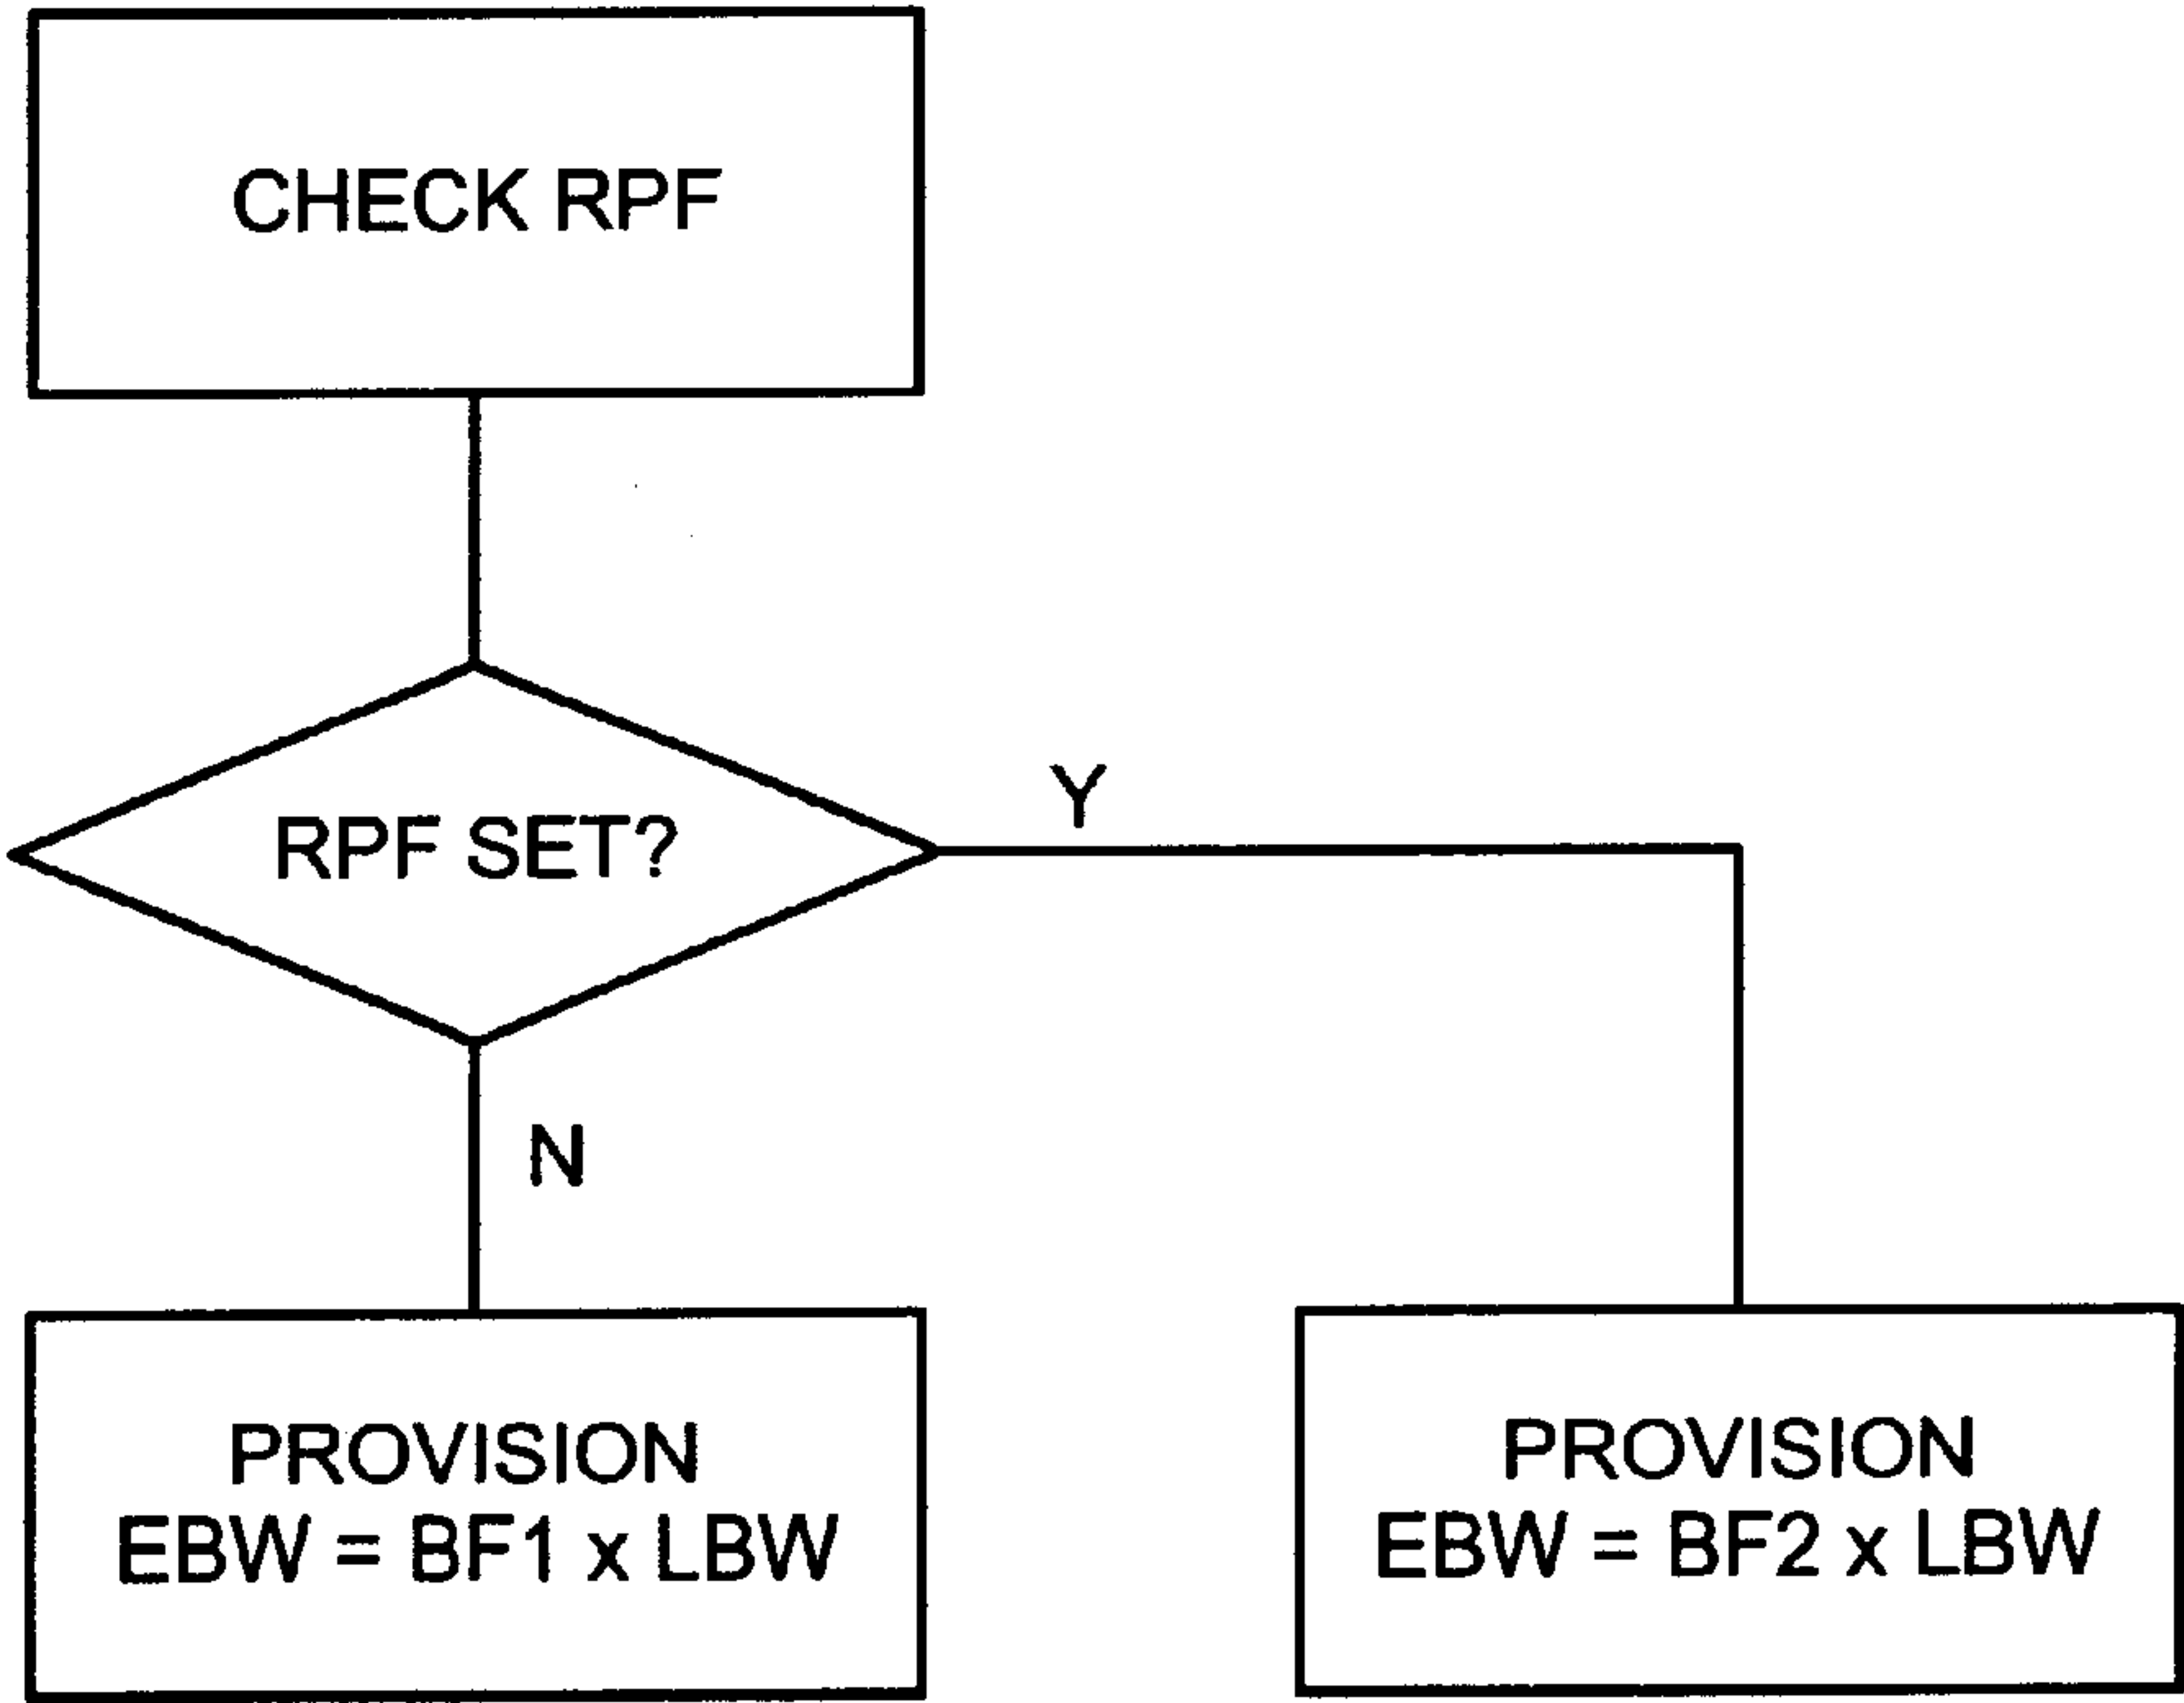 CHECK RPF
RPF SET?
Y
N
PROVISION
EBW = BF1 x LBW
PROVISION
EBW = BF2 x LBW